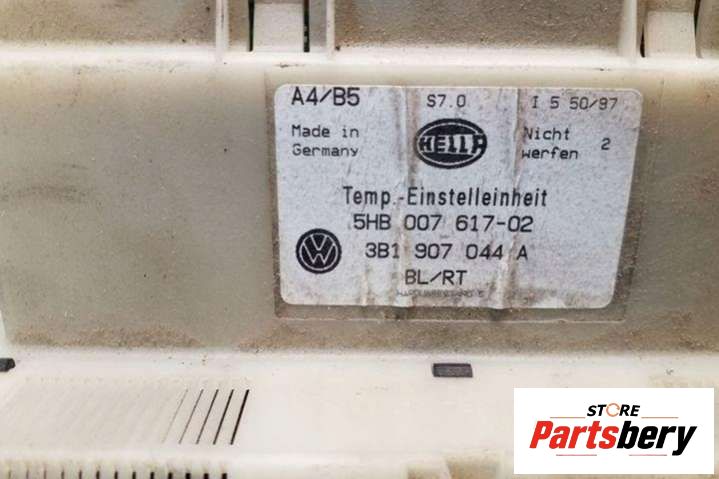 A4/B5 S7.0 I 5 50/97
Made in Germany
HELLA
Nicht werfen 2
Temp.-Einstelleinheit
5HB 007 617-02
VW
3B1 907 044 A
BL/RT
STORE
Partsbery